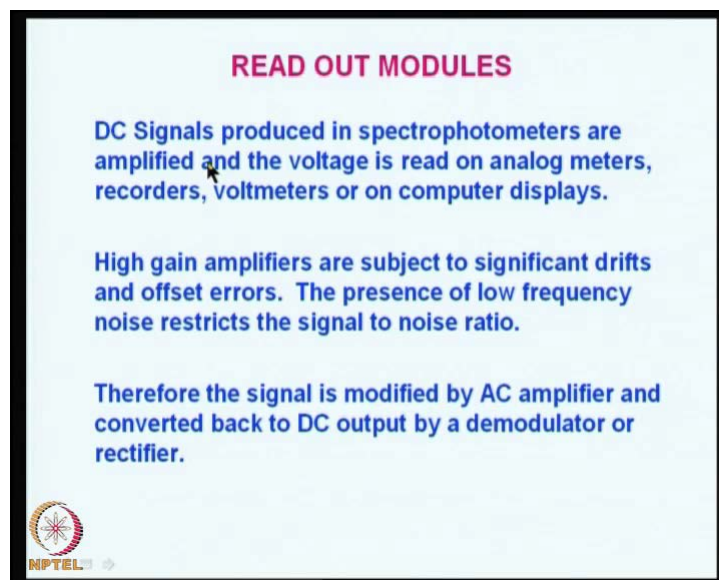 READ OUT MODULES
DC Signals produced in spectrophotometers are
amplified and the voltage is read on analog meters,
recorders, voltmeters or on computer displays.
High gain amplifiers are subject to significant drifts
and offset errors. The presence of low frequency
noise restricts the signal to noise ratio.
Therefore the signal is modified by AC amplifier and
converted back to DC output by a demodulator or
rectifier.
NPTEL